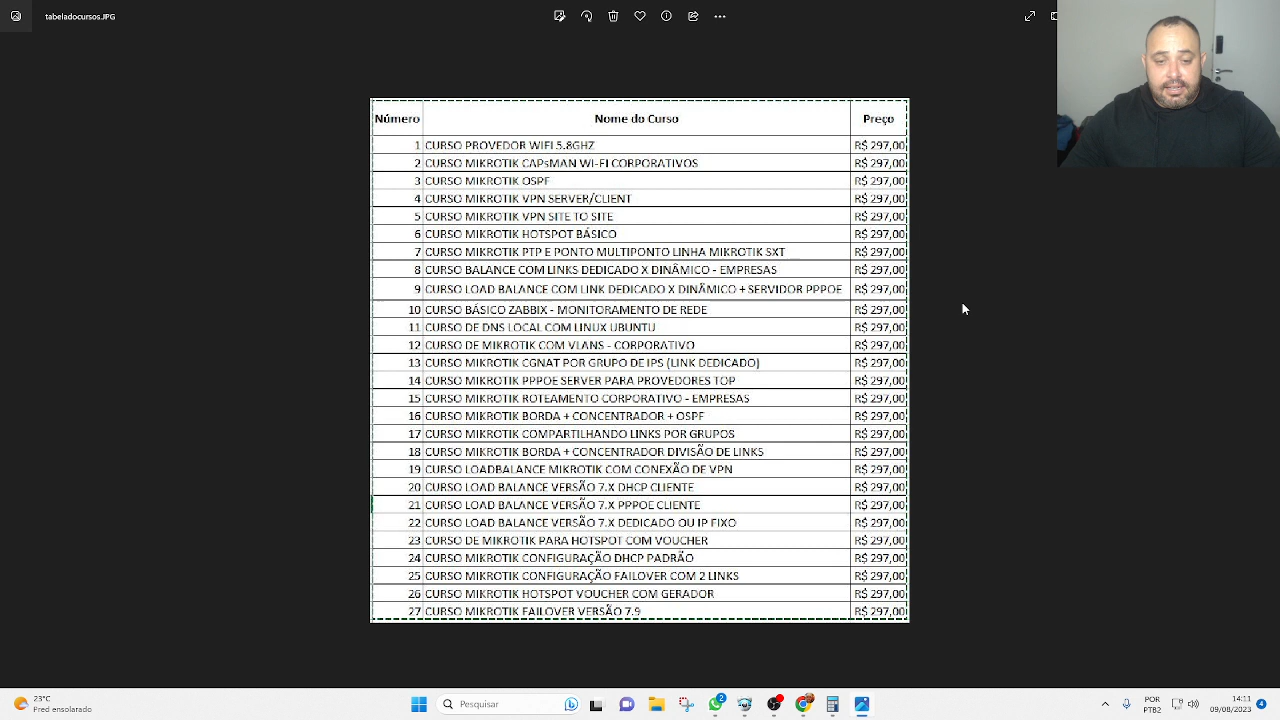 tabeladocursos.JPG
Número Nome do Curso Preço
1 CURSO PROVEDOR WIFI 5.8GHZ R$ 297,00
2 CURSO MIKROTIK CAPsMAN WI-FI CORPORATIVOS R$ 297,00
3 CURSO MIKROTIK OSPF R$ 297,00
4 CURSO MIKROTIK VPN SERVER/CLIENT R$ 297,00
5 CURSO MIKROTIK VPN SITE TO SITE R$ 297,00
6 CURSO MIKROTIK HOTSPOT BÁSICO R$ 297,00
7 CURSO MIKROTIK PTP E PONTO MULTIPONTO LINHA MIKROTIK SXT R$ 297,00
8 CURSO BALANCE COM LINKS DEDICADO X DINÂMICO - EMPRESAS R$ 297,00
9 CURSO LOAD BALANCE COM LINK DEDICADO X DINÂMICO + SERVIDOR PPPOE R$ 297,00
10 CURSO BÁSICO ZABBIX - MONITORAMENTO DE REDE R$ 297,00
11 CURSO DE DNS LOCAL COM LINUX UBUNTU R$ 297,00
12 CURSO DE MIKROTIK COM VLANS - CORPORATIVO R$ 297,00
13 CURSO MIKROTIK CGNAT POR GRUPO DE IPS (LINK DEDICADO) R$ 297,00
14 CURSO MIKROTIK PPPOE SERVER PARA PROVEDORES TOP R$ 297,00
15 CURSO MIKROTIK ROTEAMENTO CORPORATIVO - EMPRESAS R$ 297,00
16 CURSO MIKROTIK BORDA + CONCENTRADOR + OSPF R$ 297,00
17 CURSO MIKROTIK COMPARTILHANDO LINKS POR GRUPOS R$ 297,00
18 CURSO MIKROTIK BORDA + CONCENTRADOR DIVISÃO DE LINKS R$ 297,00
19 CURSO LOADBALANCE MIKROTIK COM CONEXÃO DE VPN R$ 297,00
20 CURSO LOAD BALANCE VERSÃO 7.X DHCP CLIENTE R$ 297,00
21 CURSO LOAD BALANCE VERSÃO 7.X PPPOE CLIENTE R$ 297,00
22 CURSO LOAD BALANCE VERSÃO 7.X DEDICADO OU IP FIXO R$ 297,00
23 CURSO DE MIKROTIK PARA HOTSPOT COM VOUCHER R$ 297,00
24 CURSO MIKROTIK CONFIGURAÇÃO DHCP PADRÃO R$ 297,00
25 CURSO MIKROTIK CONFIGURAÇÃO FAILOVER COM 2 LINKS R$ 297,00
26 CURSO MIKROTIK HOTSPOT VOUCHER COM GERADOR R$ 297,00
27 CURSO MIKROTIK FAILOVER VERSÃO 7.9 R$ 297,00
23°C
Pred ensolarado
Pesquisar
2
POR
PTB2
14:11
09/08/2023